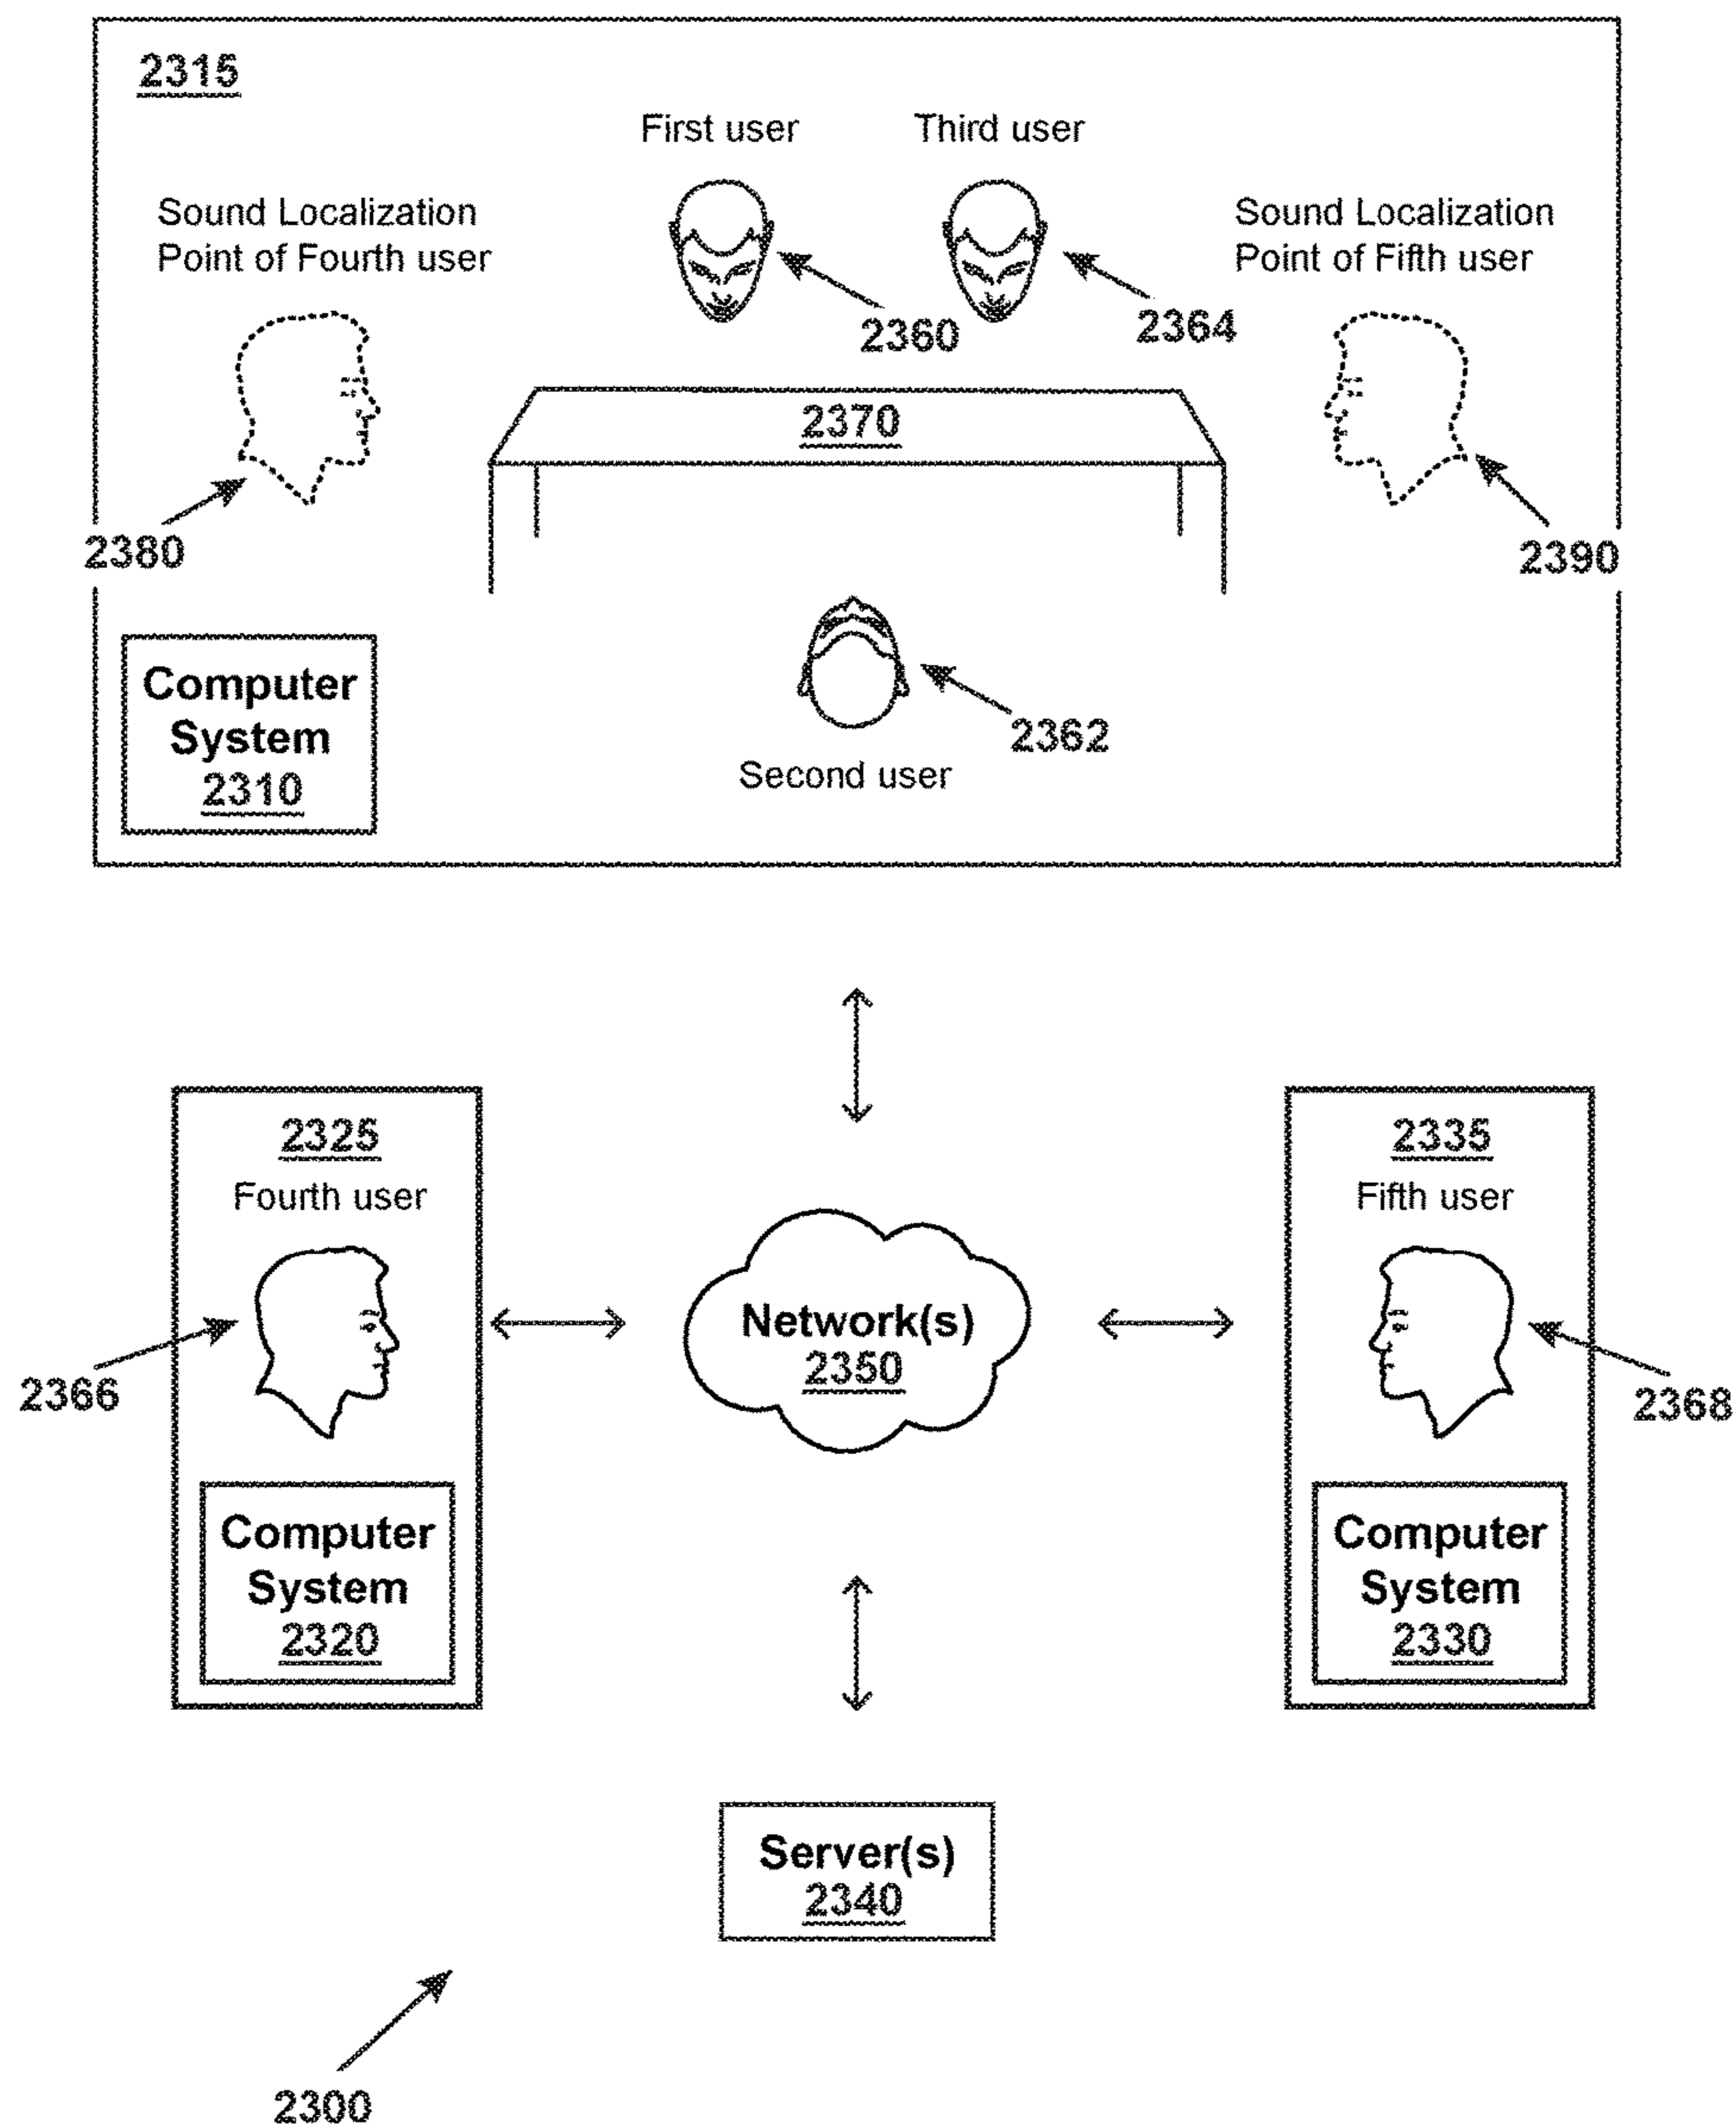 2315
First user
Third user
Sound Localization
Point of Fourth user
Sound Localization
Point of Fifth user
2360
2364
2370
2380
2390
Computer
System
2310
2362
Second user
2325
Fourth user
2335
Fifth user
Network(s)
2350
2366
2368
Computer
System
2320
Computer
System
2330
Server(s)
2340
2300